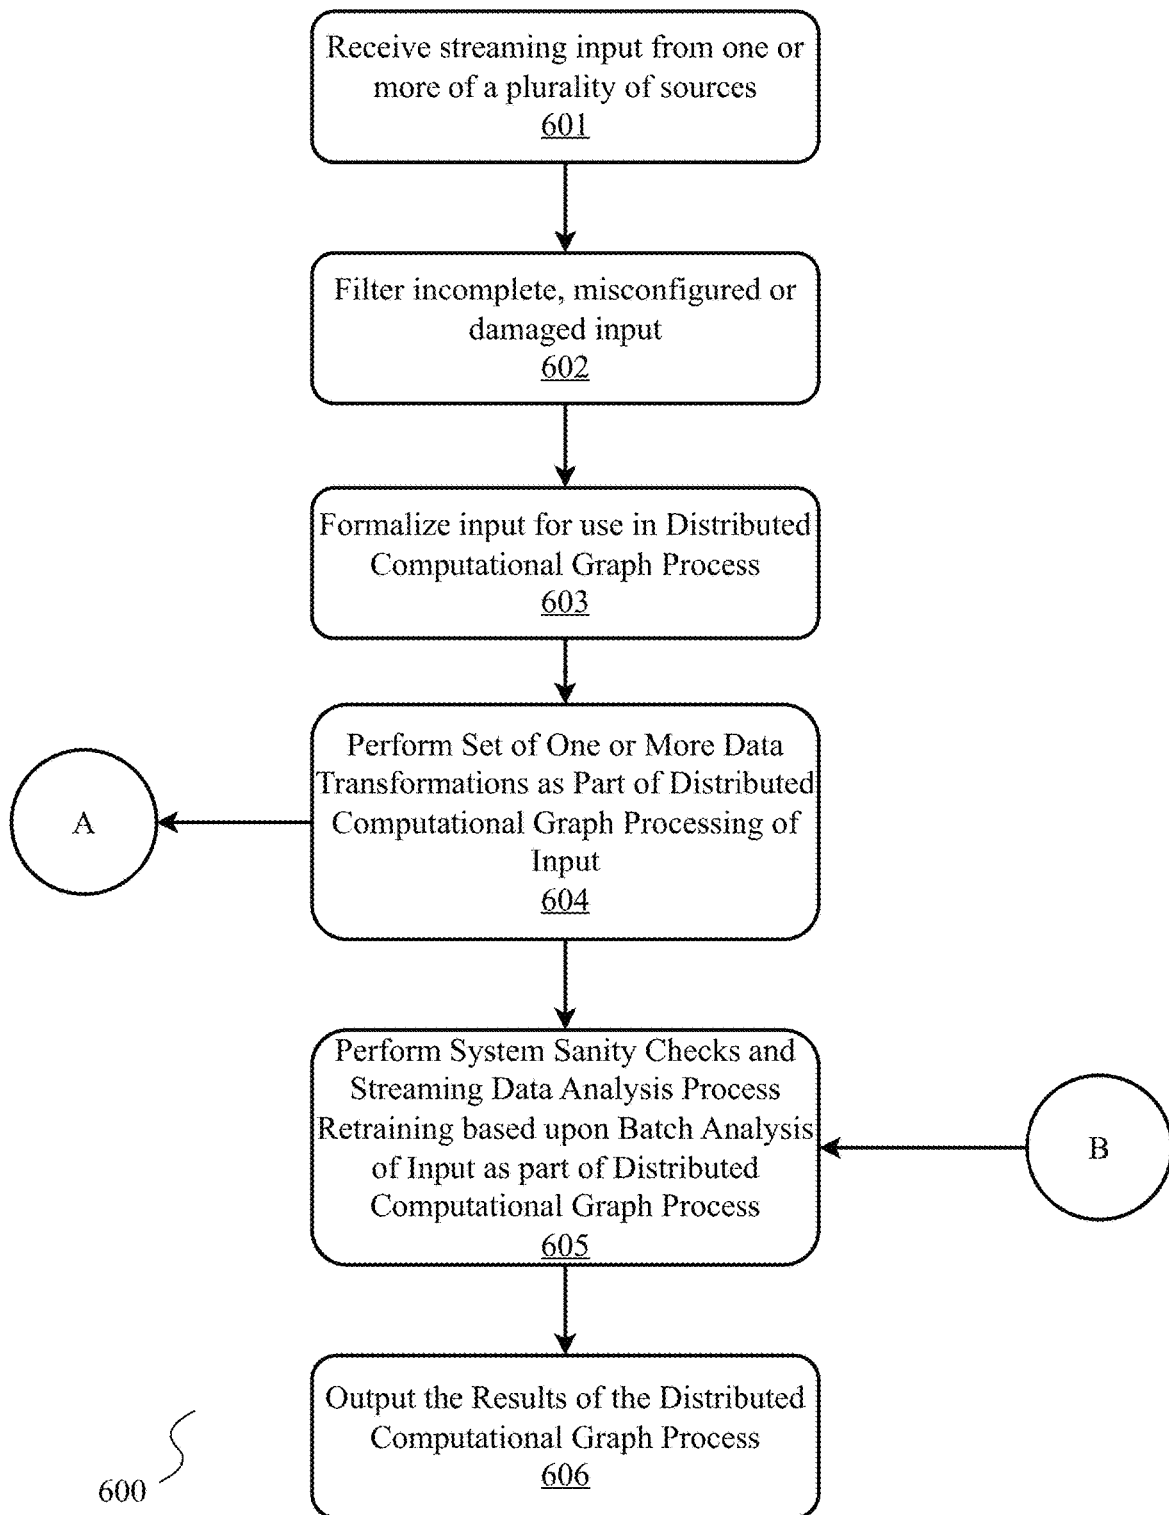 Receive streaming input from one or
more of a plurality of sources
601
Filter incomplete, misconfigured or
damaged input
602
Formalize input for use in Distributed
Computational Graph Process
603
Perform Set of One or More Data
Transformations as Part of Distributed
Computational Graph Processing of
Input
604
A
Perform System Sanity Checks and
Streaming Data Analysis Process
Retraining based upon Batch Analysis
of Input as part of Distributed
Computational Graph Process
605
B
Output the Results of the Distributed
Computational Graph Process
606
600